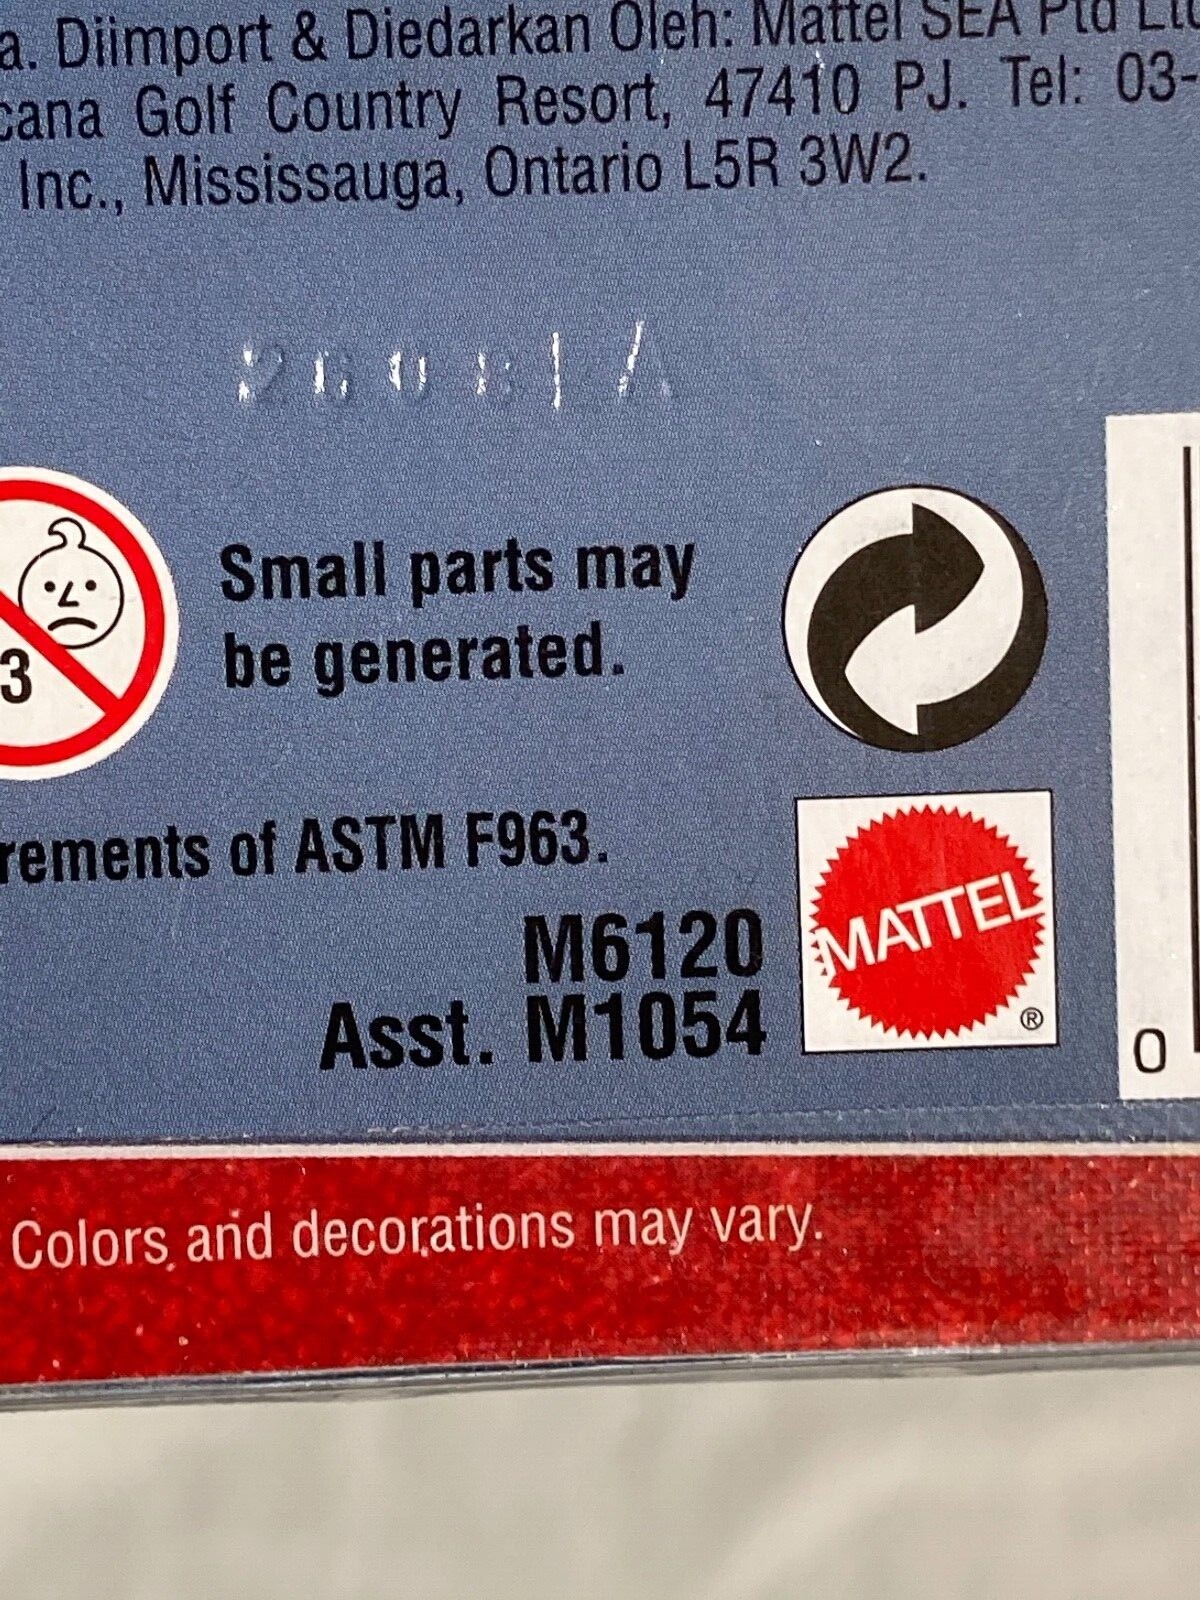 a. Diimport & Diedarkan Oleh: Mattel SEA Ptd Ltd
cana Golf Country Resort, 47410 PJ. Tel: 03-
Inc., Mississauga, Ontario L5R 3W2.
3
Small parts may
be generated.
rements of ASTM F963.
M6120
Asst. M1054
MATTEL
®
0
Colors and decorations may vary.